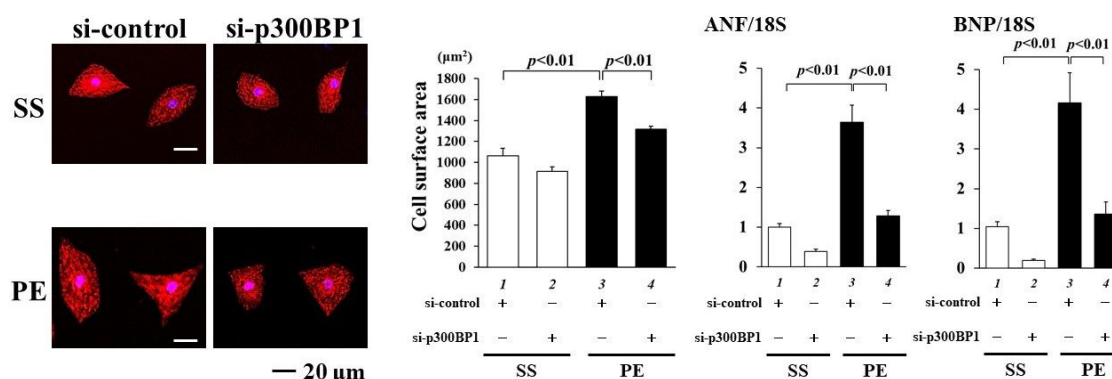 si-control si-p300BP1
SS
PE
20 μm
(μm²)
Cell surface area
1800
1600
1400
1200
1000
800
600
400
200
0
p<0.01 p<0.01
1 2 3 4
si-control + – + –
si-p300BP1 – + – +
SS PE
ANF/18S
p<0.01
p<0.01
5
4
3
2
1
0
1 2 3 4
si-control + – + –
si-p300BP1 – + – +
SS PE
BNP/18S
p<0.01
p<0.01
5
4
3
2
1
0
1 2 3 4
si-control + – + –
si-p300BP1 – + – +
SS PE